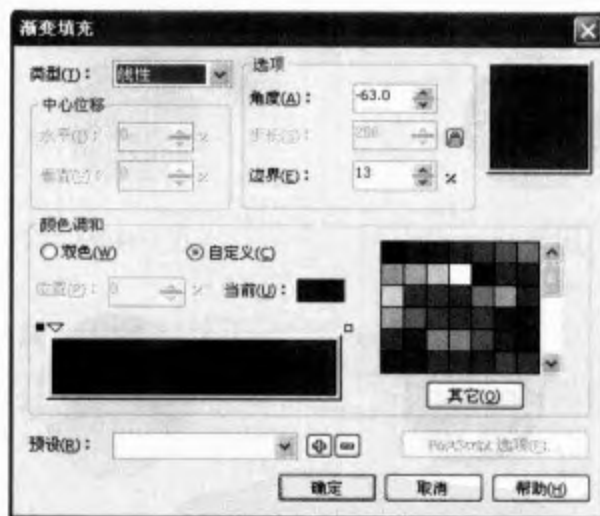 渐变填充
类型(T)： 线性
中心位移
水平(I)： 0 %
垂直(V)： 0 %
选项
角度(A)： -63.0
步长(S)： 256
边界(E)： 13 %
颜色调和
双色(W) 自定义(C)
位置(P)： 0 % 当前(U)：
其它(O)
预设(R)：
PostScript 选项(F)...
确定 取消 帮助(H)